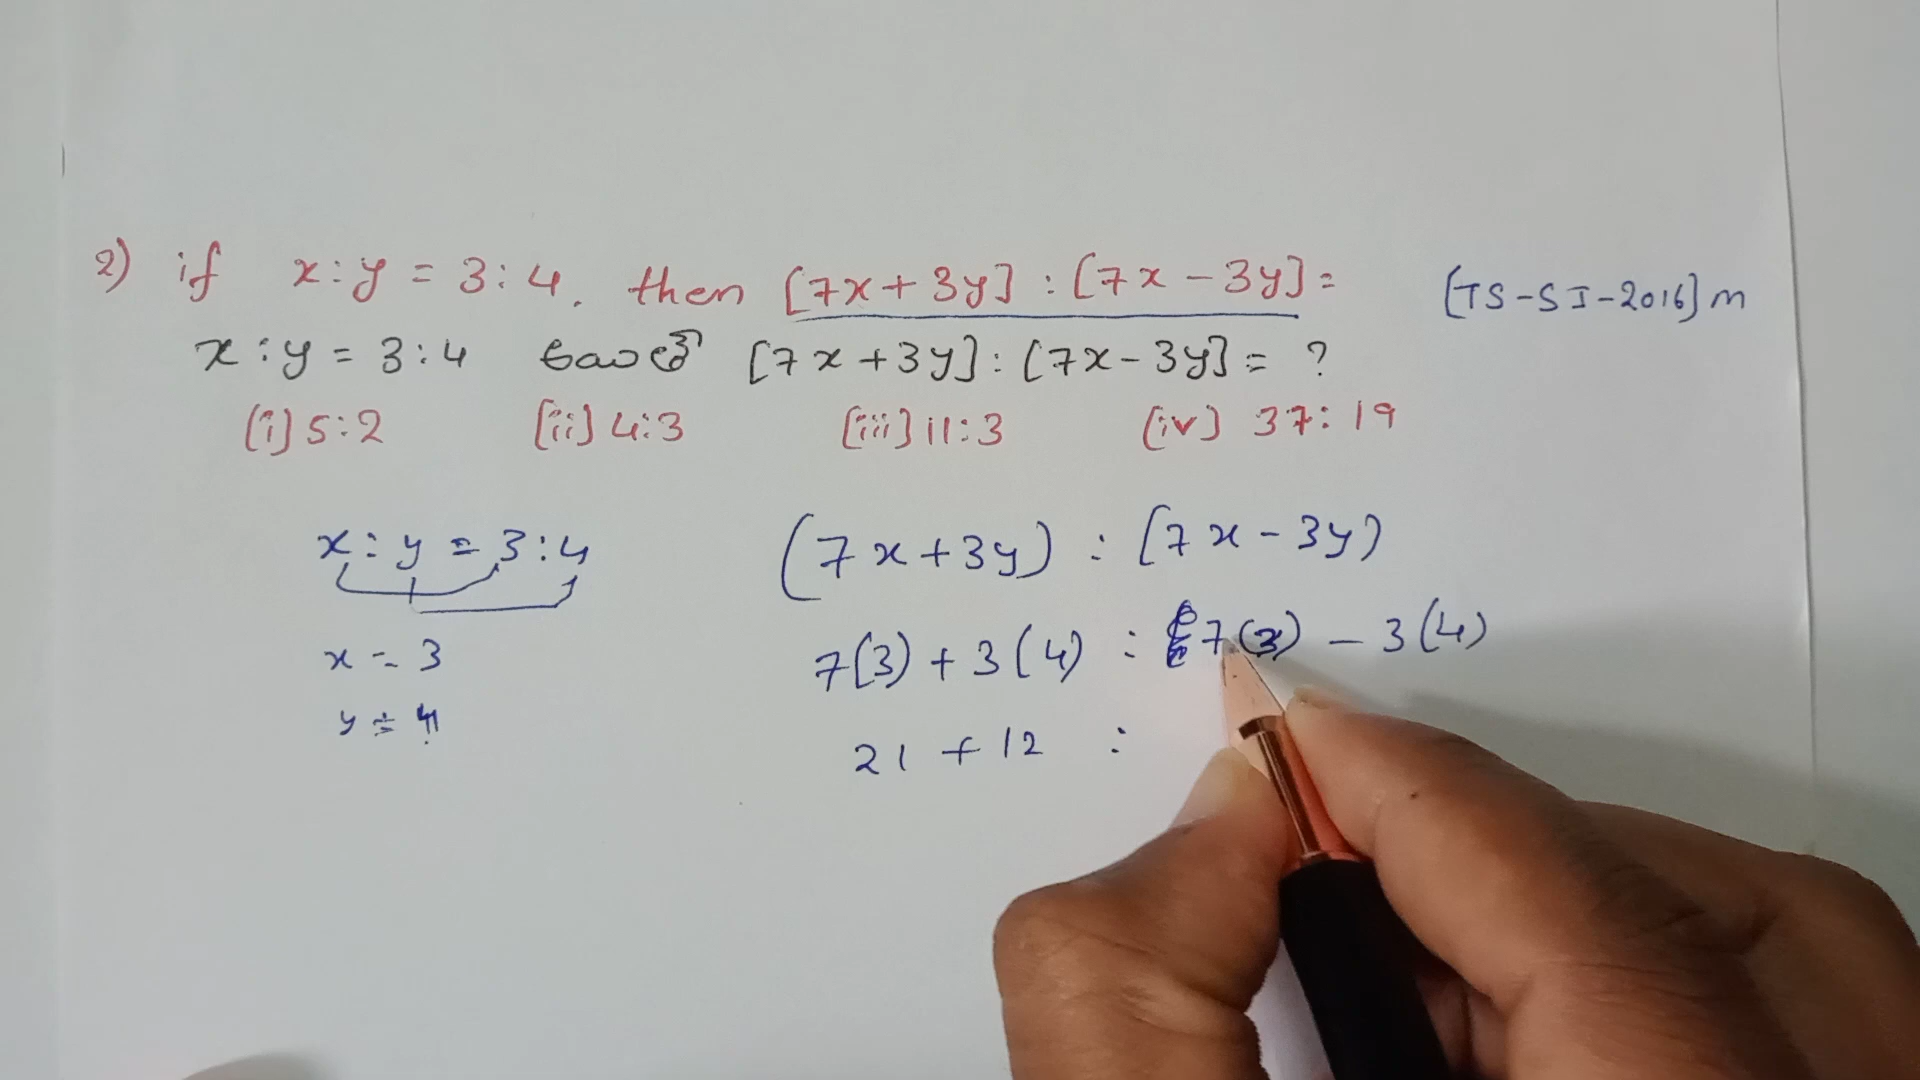 2) if x:y = 3:4. then [7x+3y]:[7x-3y]= [TS-SI-2016] m
x:y = 3:4 [7x+3y]:[7x-3y]= ?
(i) 5:2 (ii) 4:3 (iii) 11:3 (iv) 37:19
x:y = 3:4 (7x+3y) : (7x-3y)
7(3)+3(4) : 7(3) - 3(4)
x = 3
y = 4
21 + 12 :